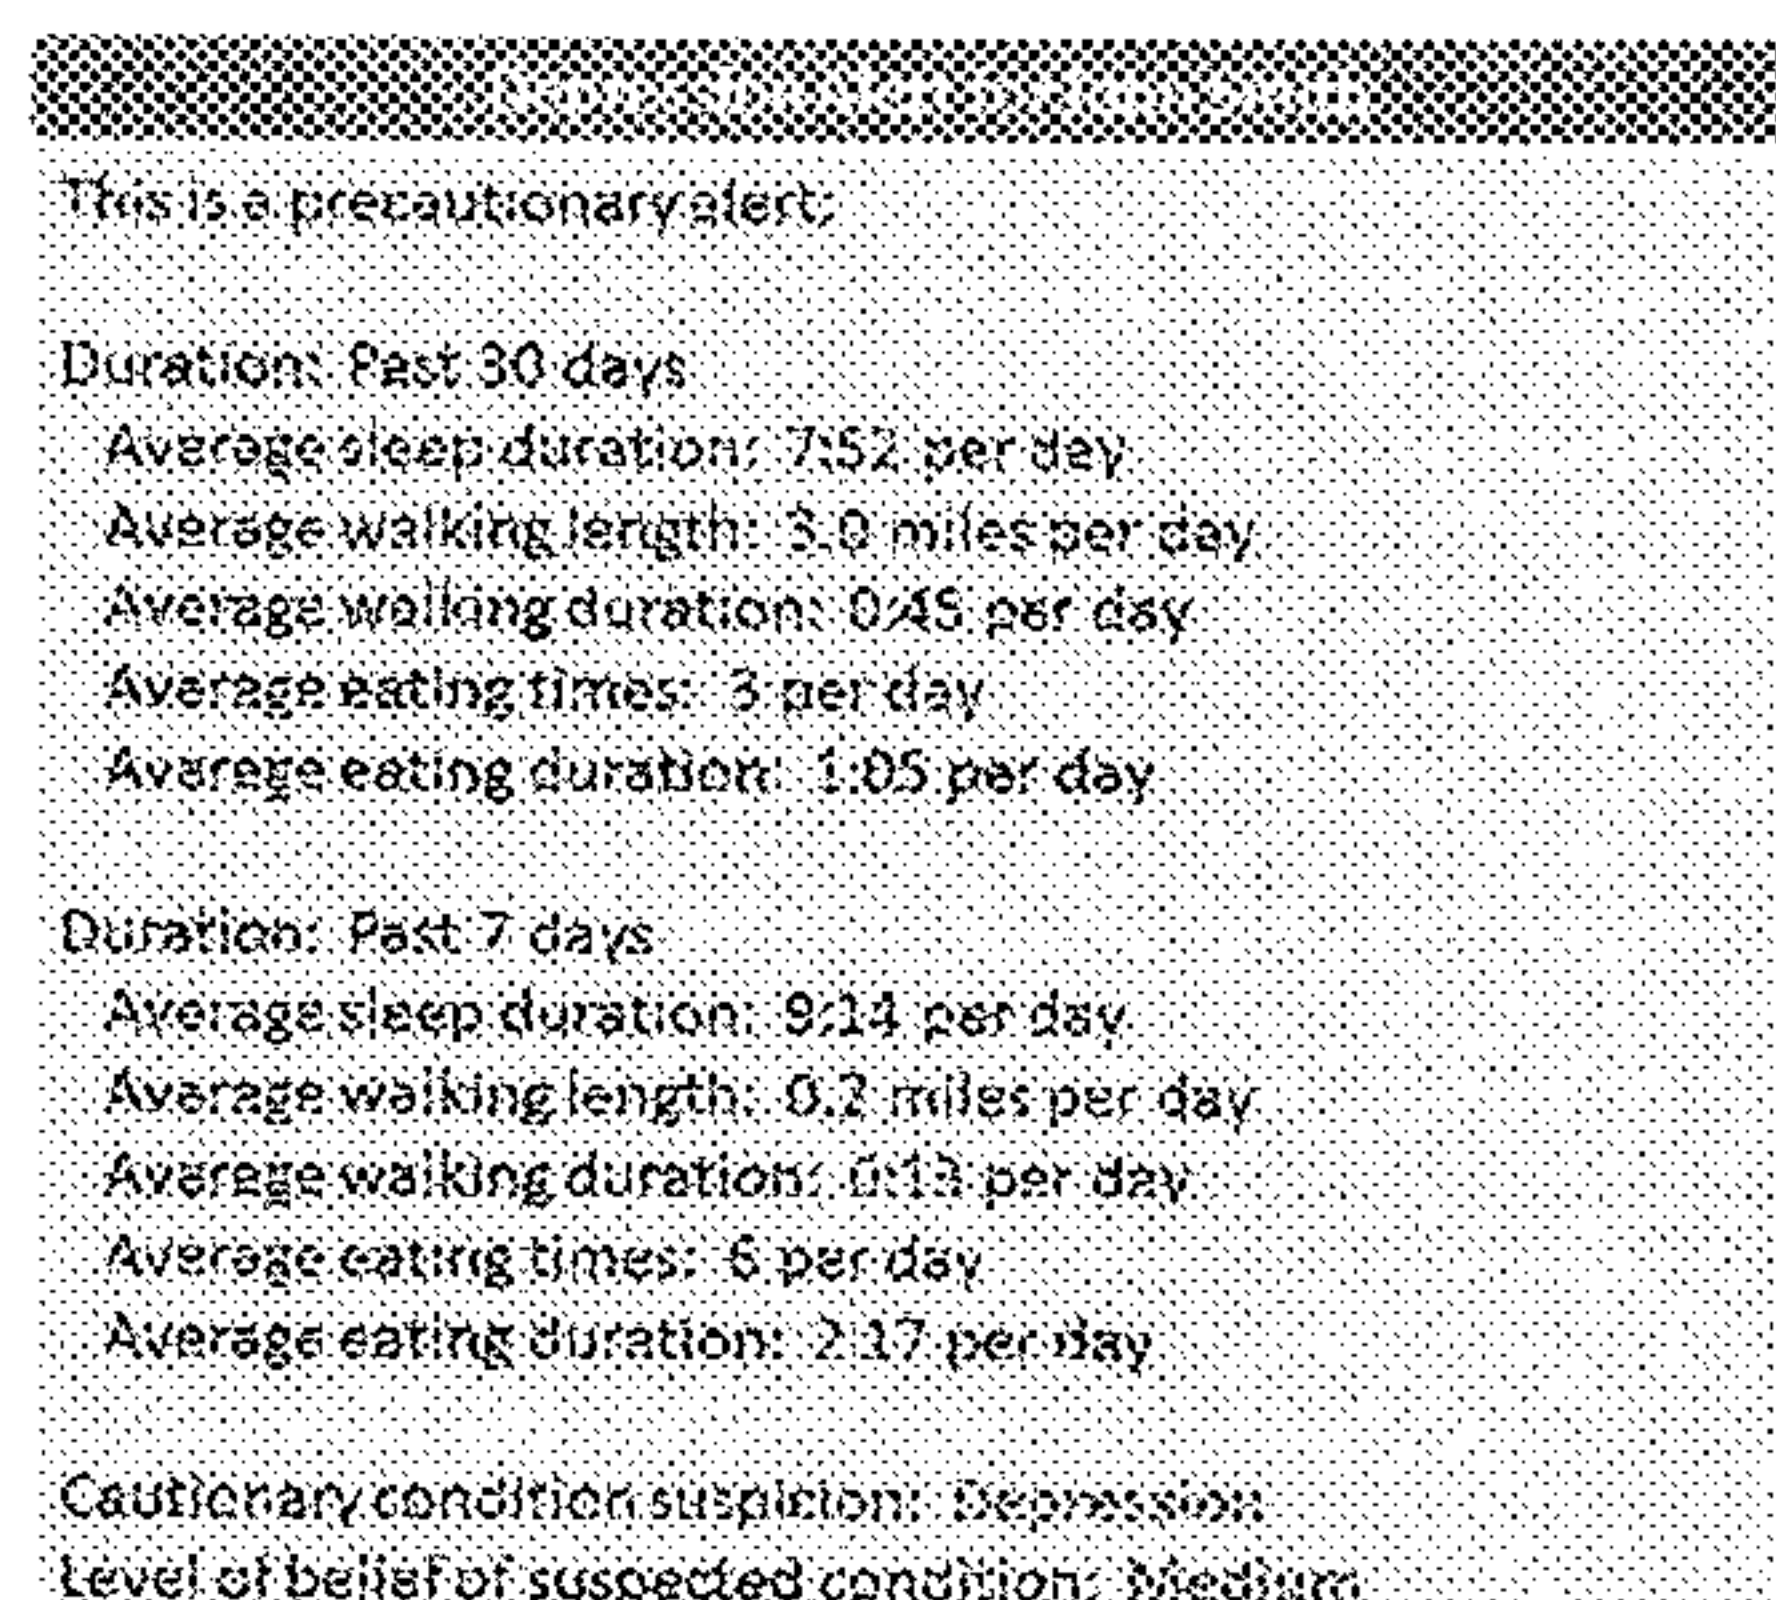 This is a precautionary alert:
Duration: Past 30 days
Average sleep duration: 7:52 per day
Average walking length: 3.0 miles per day
Average walking duration: 0:45 per day
Average eating times: 3 per day
Average eating duration: 1:05 per day
Duration: Past 7 days
Average sleep duration: 9:14 per day
Average walking length: 0.2 miles per day
Average walking duration: 0:13 per day
Average eating times: 6 per day
Average eating duration: 2:17 per day
Cautionary condition suspicion: Depression
Level of belief of suspected condition: Medium